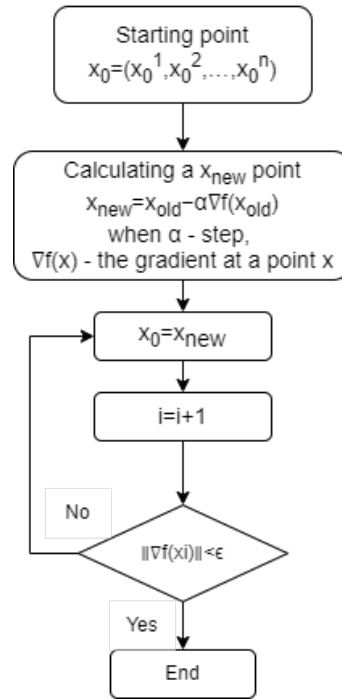 Starting point
x₀=(x₀¹,x₀²,...,x₀ⁿ)
Calculating a xₙₑw point
xₙₑw=xₒₗd−α∇f(xₒₗd)
when α - step,
∇f(x) - the gradient at a point x
x₀=xₙₑw
i=i+1
No
||∇f(xi)||<ϵ
Yes
End